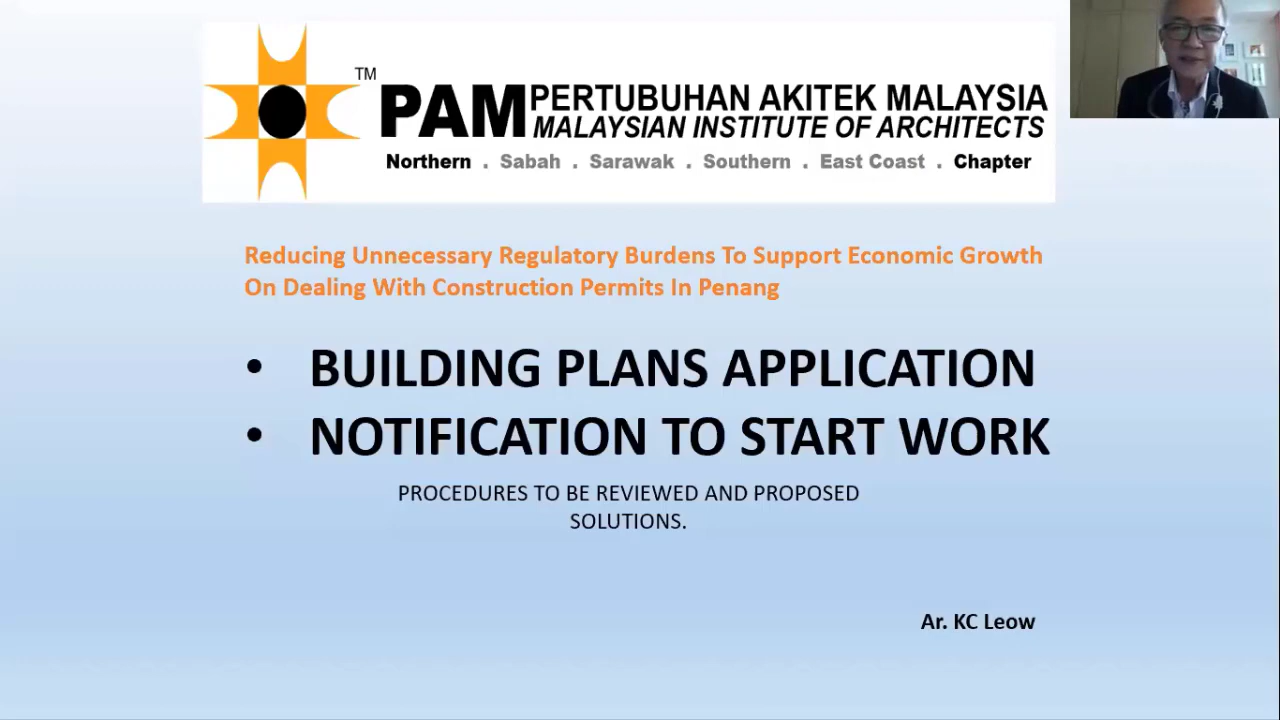 TM
PAM PERTUBUHAN AKITEK MALAYSIA
MALAYSIAN INSTITUTE OF ARCHITECTS
Northern . Sabah . Sarawak . Southern . East Coast . Chapter
Reducing Unnecessary Regulatory Burdens To Support Economic Growth
On Dealing With Construction Permits In Penang
• BUILDING PLANS APPLICATION
• NOTIFICATION TO START WORK
PROCEDURES TO BE REVIEWED AND PROPOSED
SOLUTIONS.
Ar. KC Leow